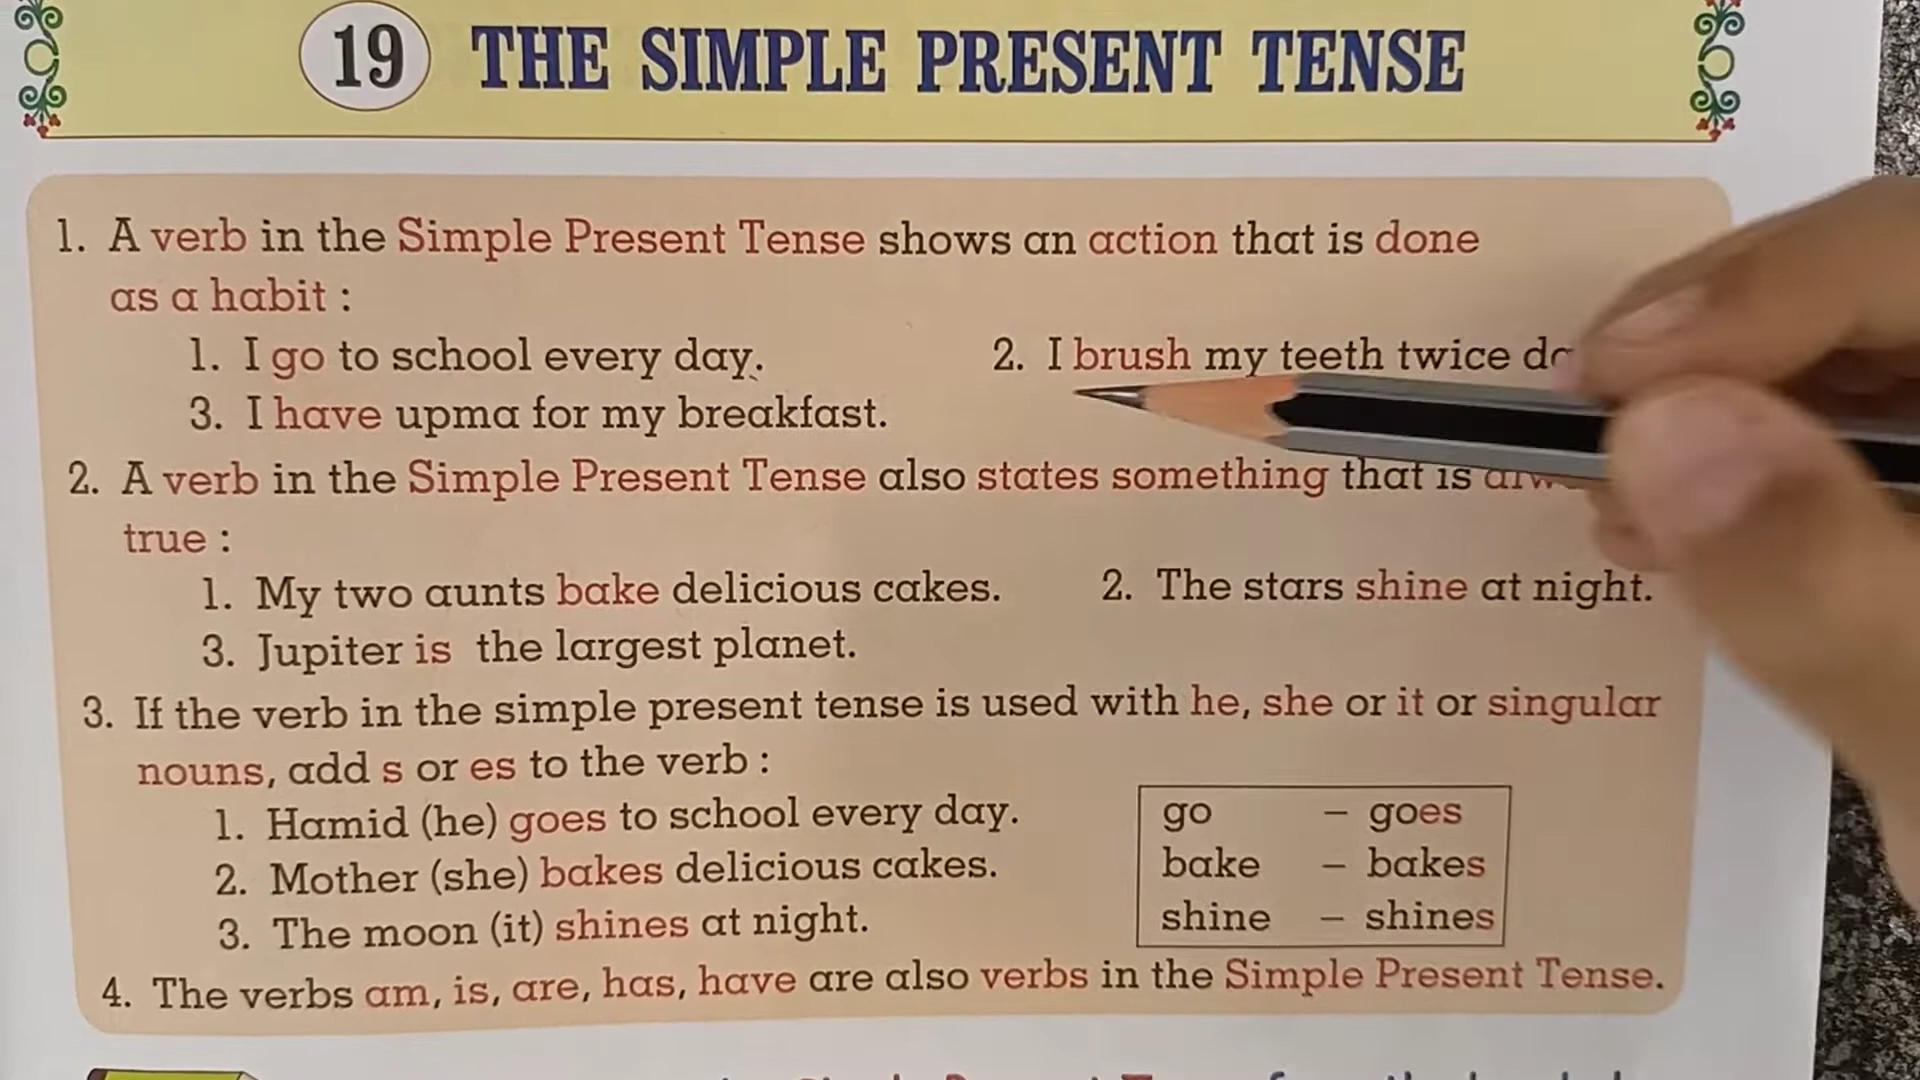 19 THE SIMPLE PRESENT TENSE
1. A verb in the Simple Present Tense shows an action that is done
as a habit :
1. I go to school every day. 2. I brush my teeth twice
3. I have upma for my breakfast.
2. A verb in the Simple Present Tense also states something that is
true :
1. My two aunts bake delicious cakes. 2. The stars shine at night.
3. Jupiter is the largest planet.
3. If the verb in the simple present tense is used with he, she or it or singular
nouns, add s or es to the verb :
1. Hamid (he) goes to school every day.
2. Mother (she) bakes delicious cakes.
3. The moon (it) shines at night.
go – goes
bake – bakes
shine – shines
4. The verbs am, is, are, has, have are also verbs in the Simple Present Tense.